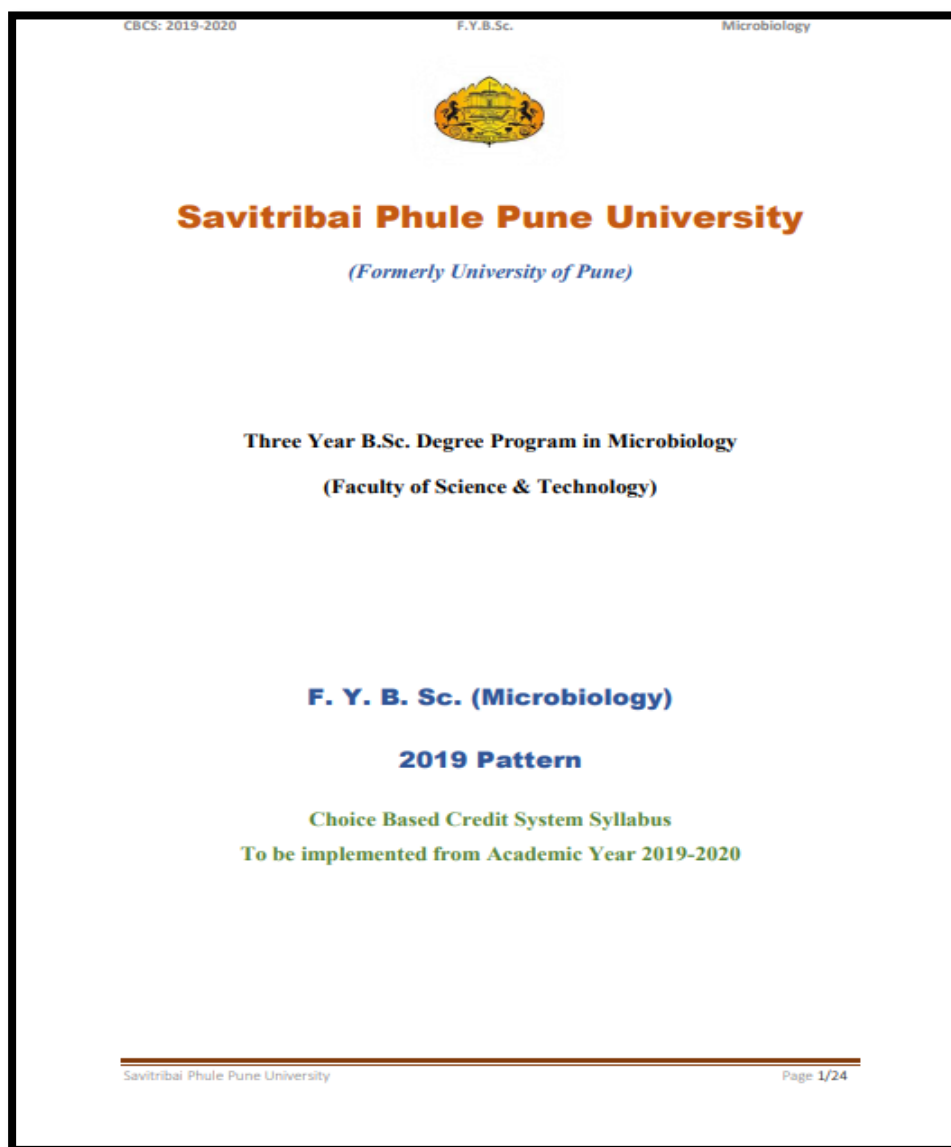 CBCS: 2019-2020 F.Y.B.Sc. Microbiology
Savitribai Phule Pune University
(Formerly University of Pune)
Three Year B.Sc. Degree Program in Microbiology
(Faculty of Science & Technology)
F. Y. B. Sc. (Microbiology)
2019 Pattern
Choice Based Credit System Syllabus
To be implemented from Academic Year 2019-2020
Savitribai Phule Pune University Page 1/24